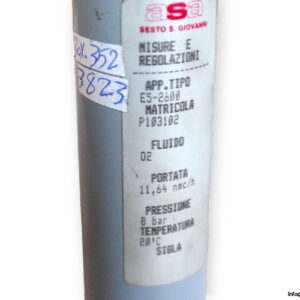 asa
SESTO S. GIOVANNI
MISURE E
REGOLAZIONI
APP.TIPO
E5-2600
MATRICOLA
P103102
FLUIDO
O2
PORTATA
11,64 nmc/h
PRESSIONE
8 bar
TEMPERATURA
20°C
SIGLA
352
3823